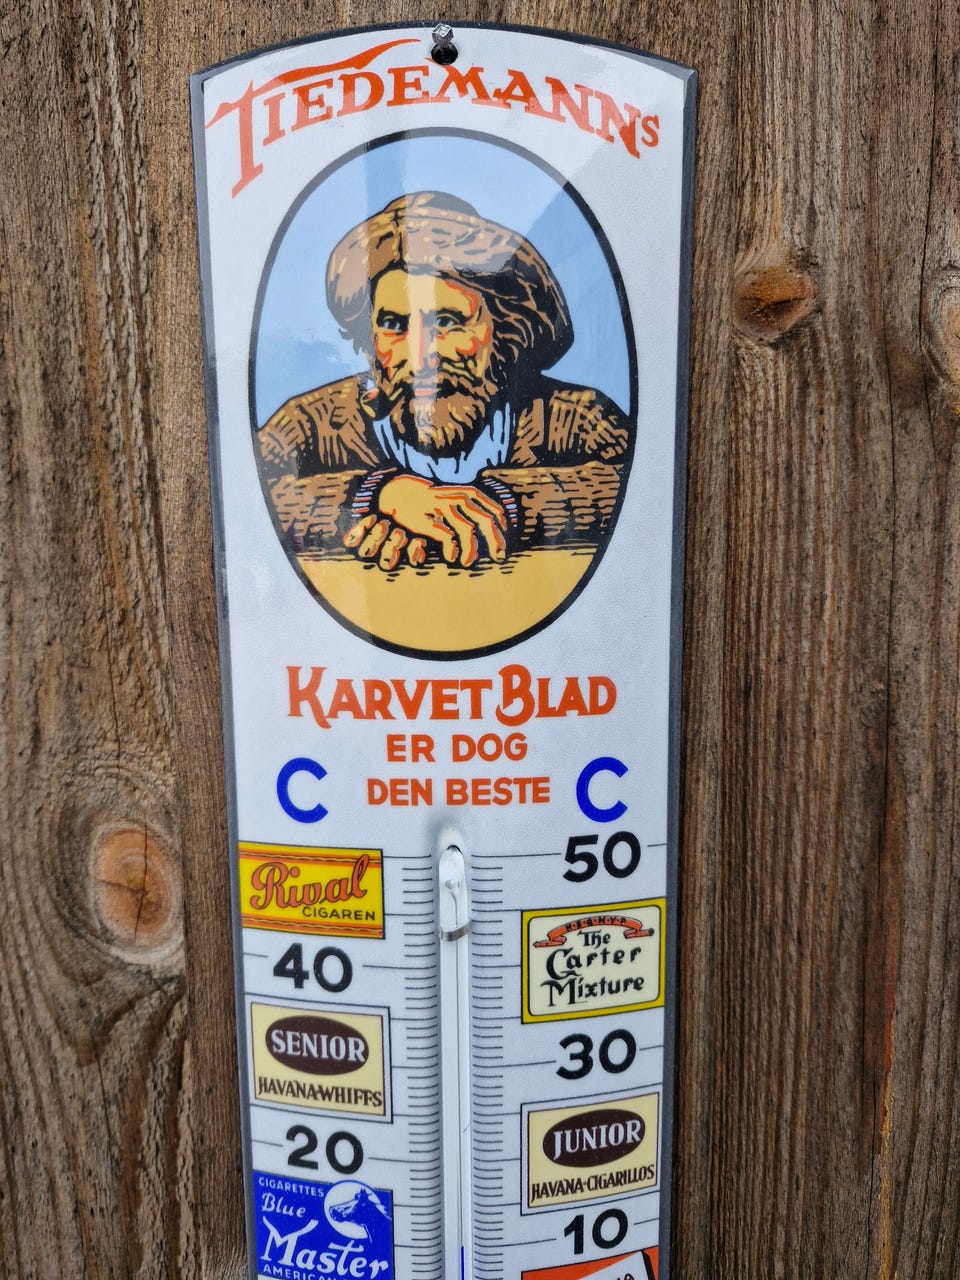 TIEDEMANNS
KARVET BLAD
ER DOG
DEN BESTE
C C
50
Rival
CIGAREN
The
Carter
Mixture
40
SENIOR
HAVANA-WHIFFS
30
JUNIOR
HAVANA-CIGARILLOS
20
CIGARETTES
Blue
Master
10